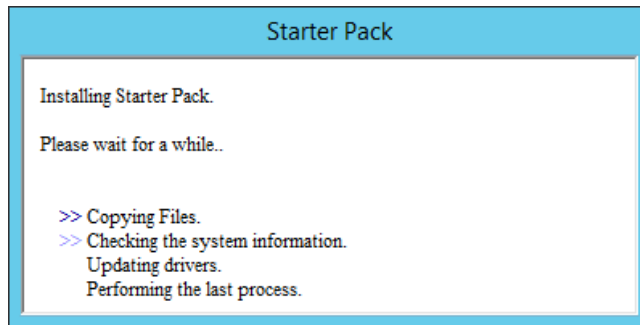 Starter Pack
Installing Starter Pack.
Please wait for a while..
>> Copying Files.
>> Checking the system information.
Updating drivers.
Performing the last process.